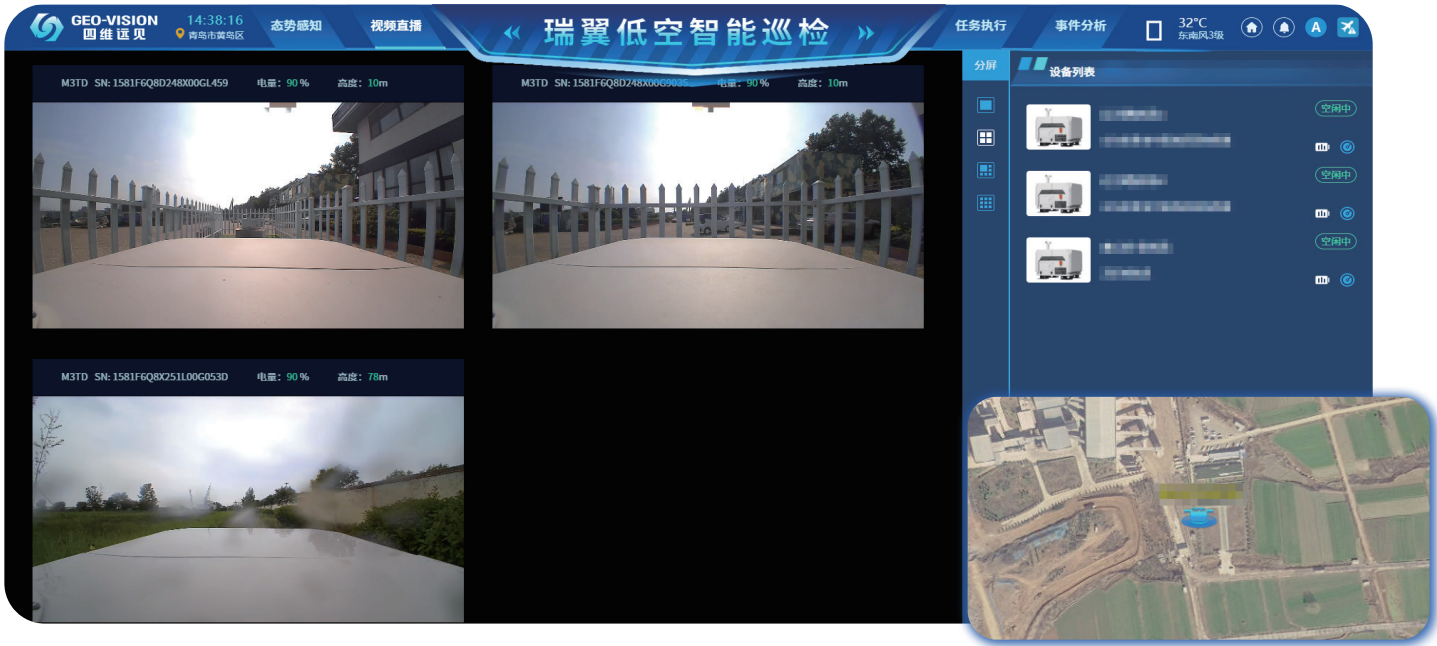 GEO-VISION
四维远见
14:38:16
青岛市黄岛区
态势感知
视频直播
瑞翼低空智能巡检
任务执行
事件分析
32°C
东南风3级
A
M3TD SN: 1581F6Q8D248X00GL459 电量: 90% 高度: 10m
M3TD SN: 1581F6Q8D248X00G903S 电量: 90% 高度: 10m
分屏
设备列表
空闲中
空闲中
空闲中
M3TD SN: 1581F6Q8X251L00G053D 电量: 90% 高度: 78m